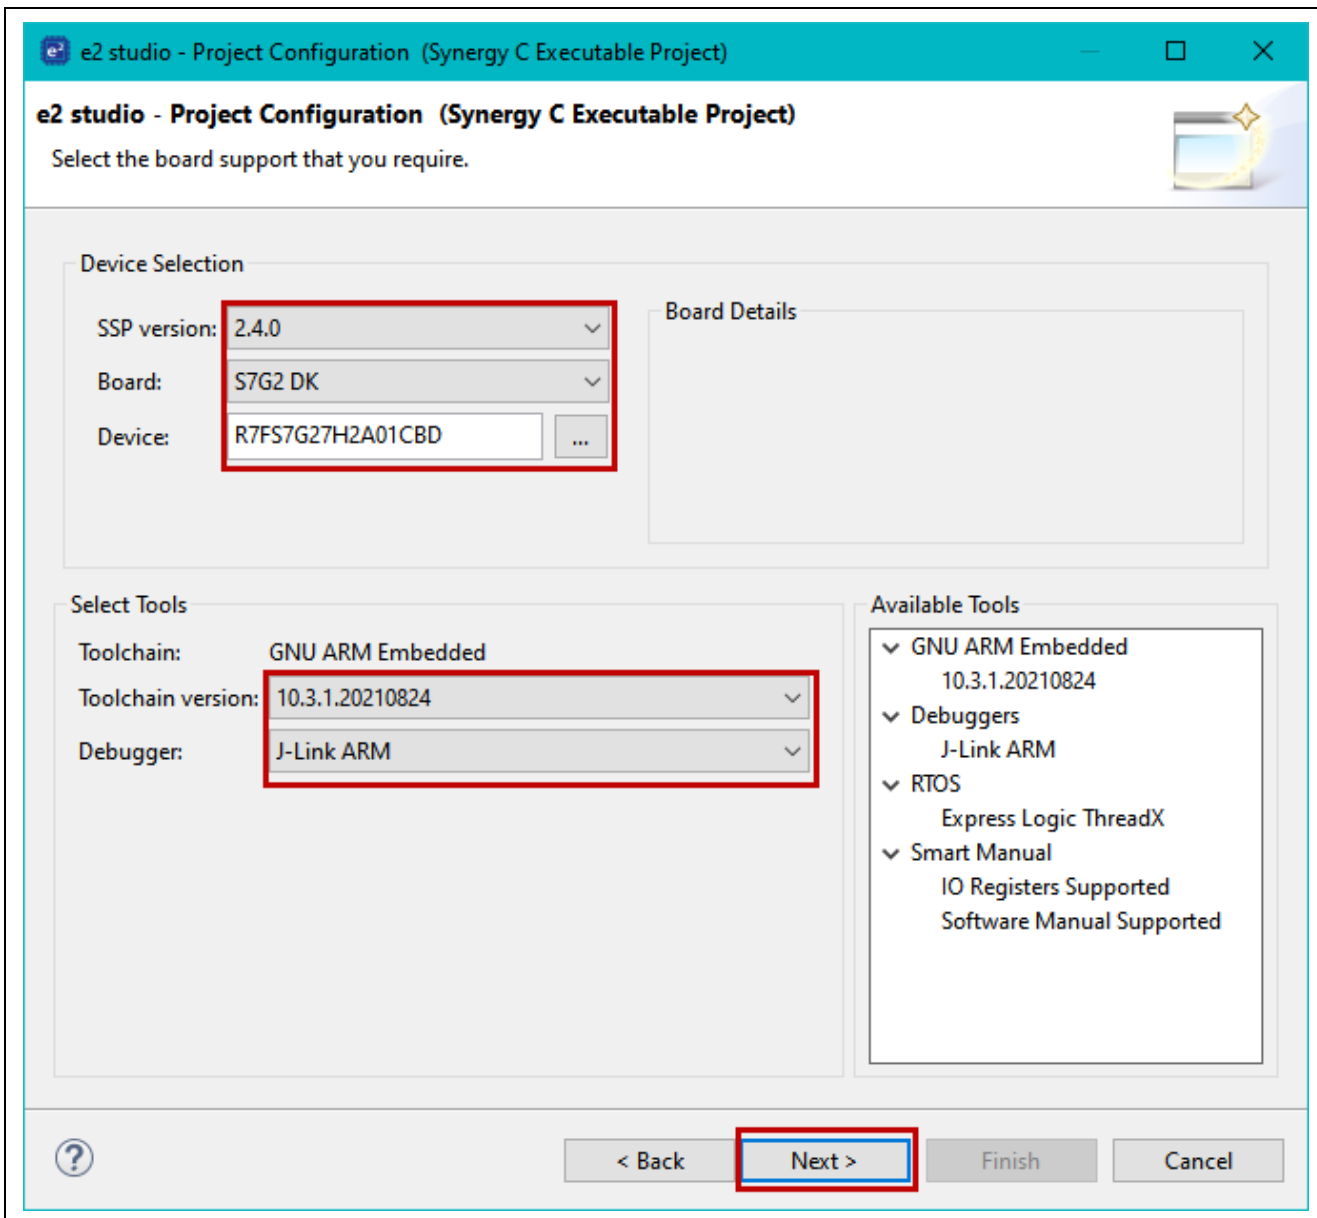 e2 studio - Project Configuration (Synergy C Executable Project)
e2 studio - Project Configuration (Synergy C Executable Project)
Select the board support that you require.
Device Selection
SSP version: 2.4.0
Board: S7G2 DK
Device: R7FS7G27H2A01CBD ...
Board Details
Select Tools
Toolchain: GNU ARM Embedded
Toolchain version: 10.3.1.20210824
Debugger: J-Link ARM
Available Tools
GNU ARM Embedded
10.3.1.20210824
Debuggers
J-Link ARM
RTOS
Express Logic ThreadX
Smart Manual
IO Registers Supported
Software Manual Supported
? < Back Next > Finish Cancel